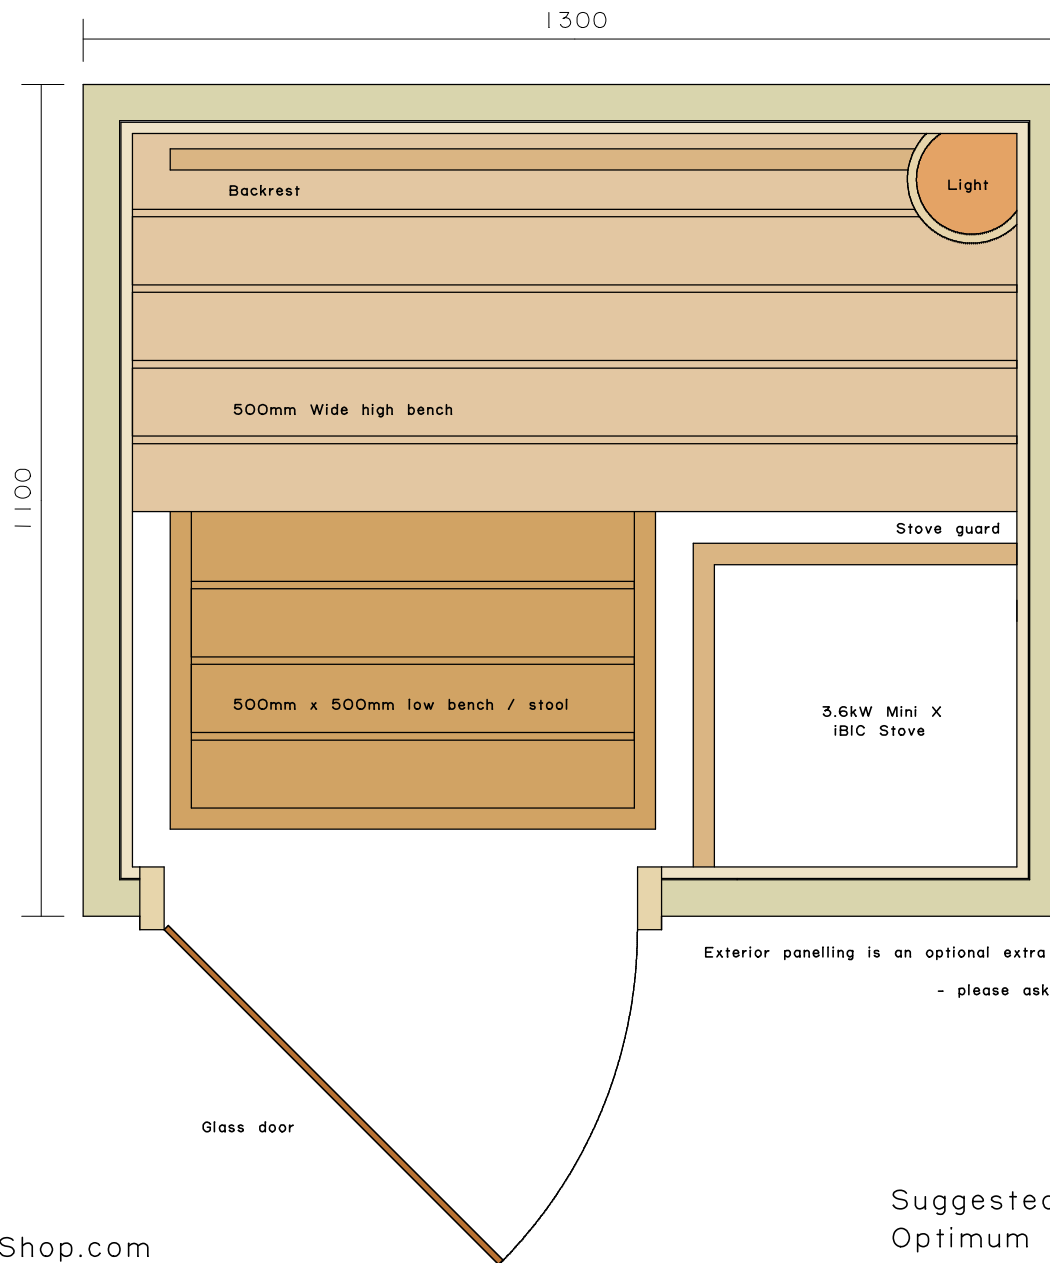 1300
Backrest
Light
500mm Wide high bench
1100
Stove guard
500mm x 500mm low bench / stool
3.6kW Mini X
iBIC Stove
Exterior panelling is an optional extra
- please ask
Glass door
Suggested
Optimum
Shop.com